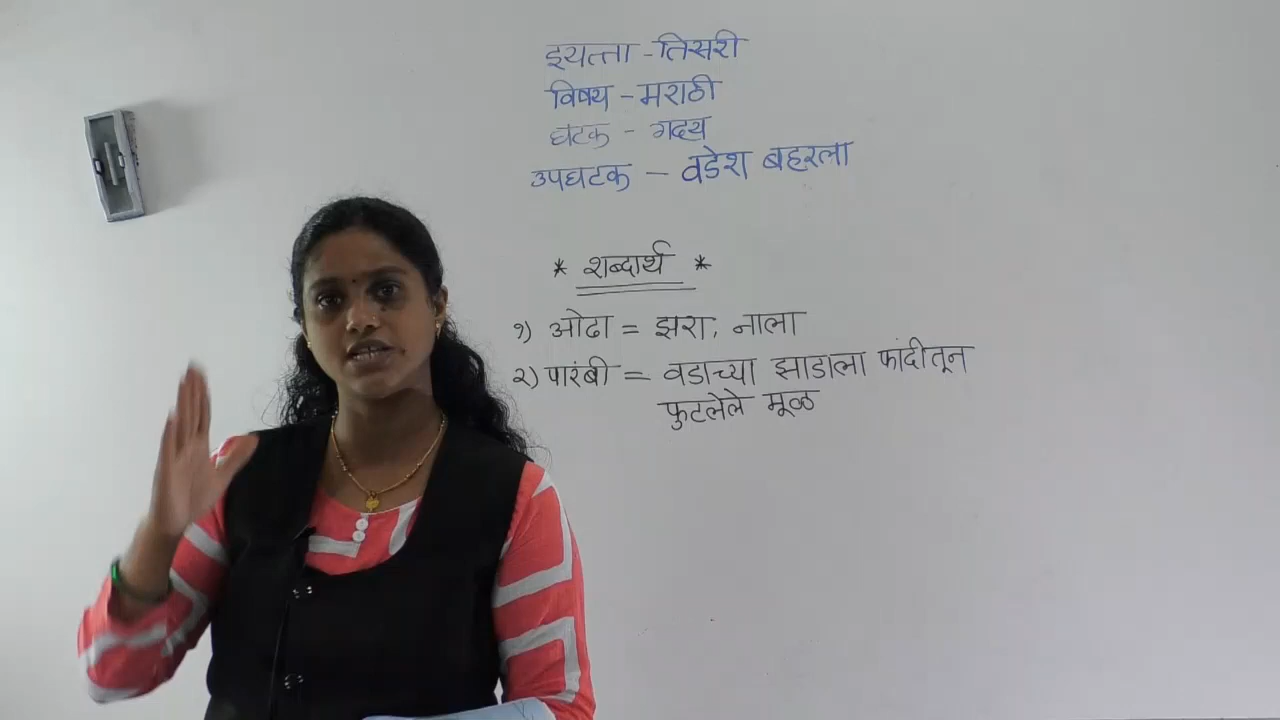 इयत्ता - तिसरी
विषय - मराठी
घटक - गद्य
उपघटक - वडेश बहरला
* शब्दार्थ *
१) ओढा = झरा, नाला
२) पारंबी = वडाच्या झाडाला फांदीतून
फुटलेले मूळ